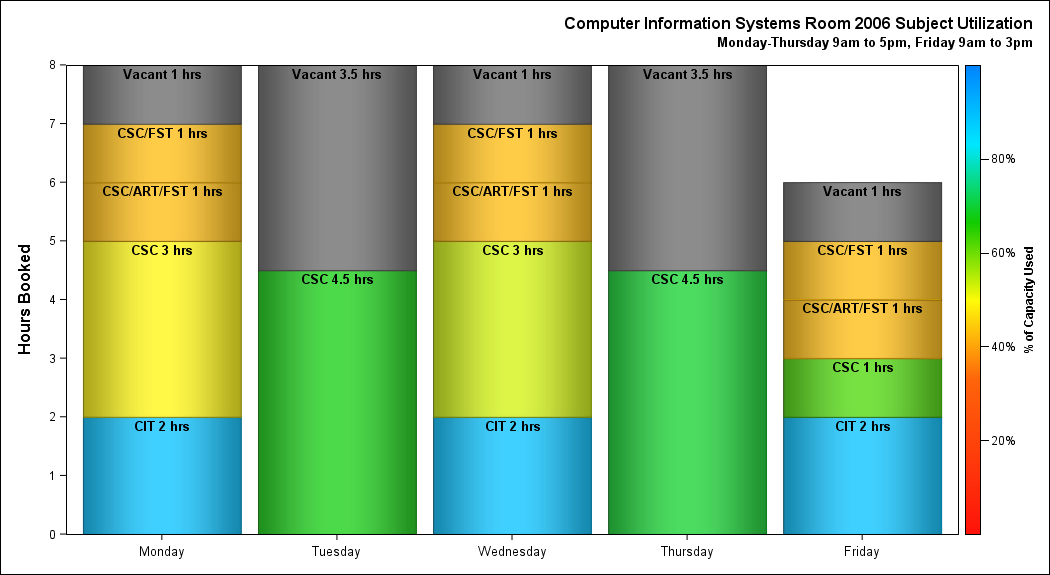 Computer Information Systems Room 2006 Subject Utilization
Monday-Thursday 9am to 5pm, Friday 9am to 3pm
Hours Booked
8
7
6
5
4
3
2
1
0
Vacant 1 hrs
CSC/FST 1 hrs
CSC/ART/FST 1 hrs
CSC 3 hrs
CIT 2 hrs
Vacant 3.5 hrs
CSC 4.5 hrs
Vacant 1 hrs
CSC/FST 1 hrs
CSC/ART/FST 1 hrs
CSC 3 hrs
CIT 2 hrs
Vacant 3.5 hrs
CSC 4.5 hrs
Vacant 1 hrs
CSC/FST 1 hrs
CSC/ART/FST 1 hrs
CSC 1 hrs
CIT 2 hrs
Monday
Tuesday
Wednesday
Thursday
Friday
80%
60%
40%
20%
% of Capacity Used